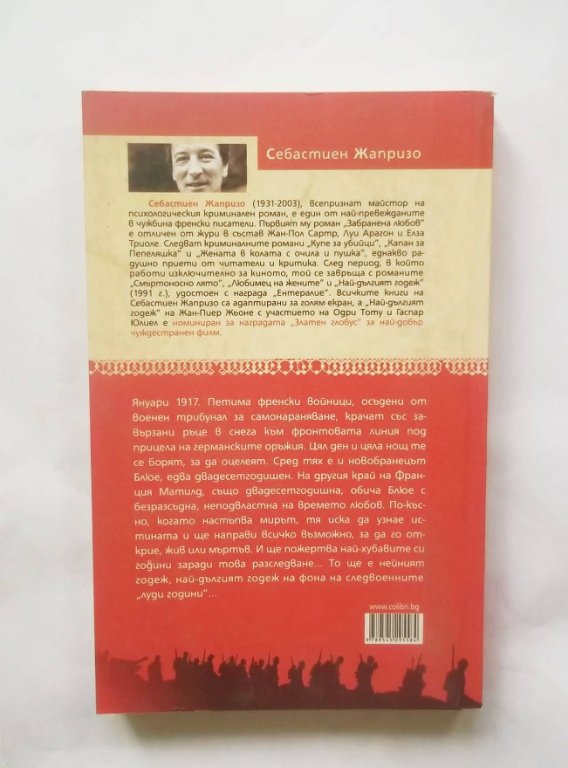 Себастиен Жапризо
Себастиен Жапризо (1931-2003), всепризнат майстор на
психологическия криминален роман, е един от най-превежданите
в чужбина френски писатели. Първият му роман „Забранена любов"
е отличен от жури в състав Жан-Пол Сартр, Луи Арагон и Елза
Триоле. Следват криминалните романи „Купе за убийци", „Капан за
Пепеляшка" и „Жената в колата с очила и пушка", еднакво ра-
душно приети от читатели и критика. След период, в който
работи изключително за киното, той се завръща с романите
„Смъртоносно лято", „Любимец на жените" и „Най-дългият годеж"
(1991 г.), удостоен с награда „Ентералие". Всичките книги на
Себастиен Жапризо са адаптирани за голям екран, а „Най-дългият
годеж" на Жан-Пиер Жьоне с участието на Одри Тоту и Гаспар
Юлиел е номиниран за наградата „Златен глобус" за най-добър
чуждестранен филм.
Януари 1917. Петима френски войници, осъдени от
военен трибунал за самонараняване, крачат със за-
вързани ръце в снега към фронтовата линия под
прицела на германските оръжия. Цял ден и цяла нощ те
се борят, за да оцелеят. Сред тях е и новобранецът
Блюе, едва двадесетгодишен. На другия край на Фран-
ция Матилд, също двадесетгодишна, обича Блюе с
безразсъдна, неподвластна на времето любов. По-къс-
но, когато настъпва мирът, тя иска да узнае ис-
тината и ще направи всичко възможно, за да го от-
крие, жив или мъртъв. И ще пожертва най-хубавите си
години заради това разследване... То ще е нейният
годеж, най-дългият годеж на фона на следвоенните
„луди години"...
www.colibri.bg